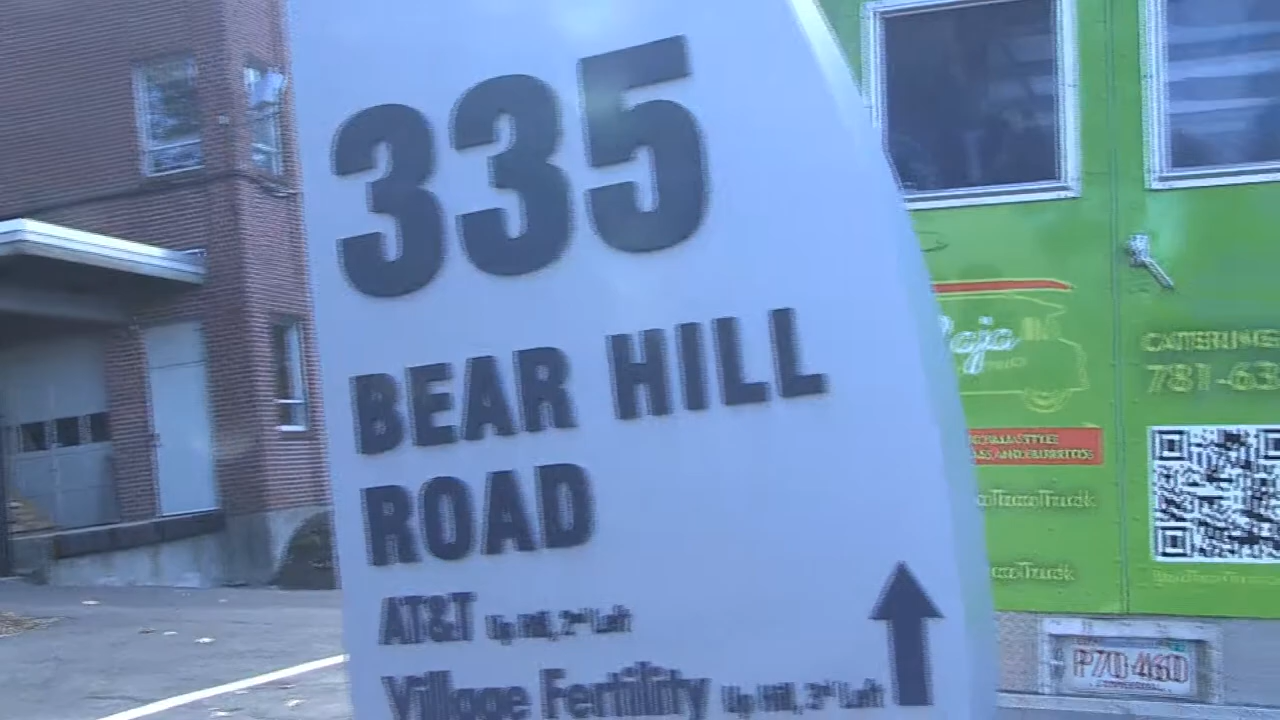 335
BEAR HILL
ROAD
AT&T Up Hill, 2nd Left
Village Fertility Up Hill, 3rd Left
CATERING
781-63
P70 460